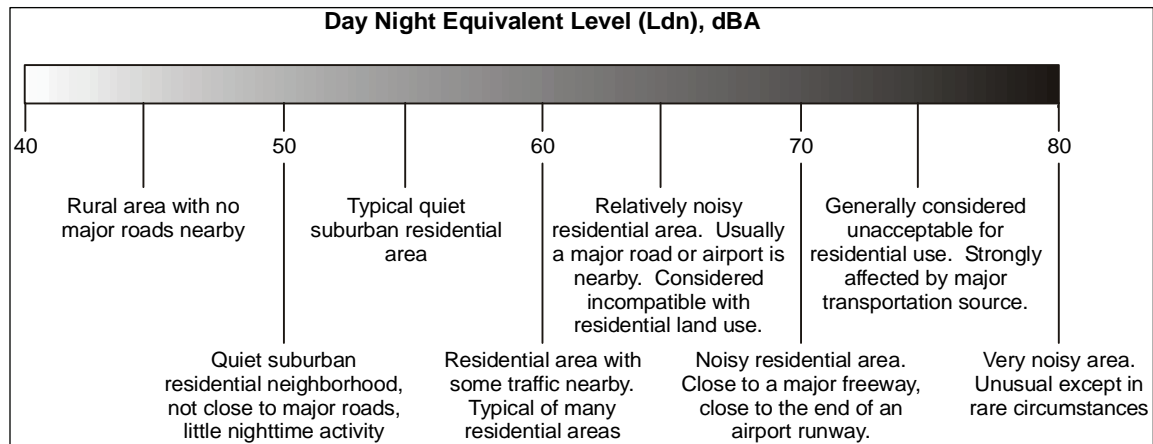 Day Night Equivalent Level (Ldn), dBA
40
50
60
70
80
Rural area with no
major roads nearby
Typical quiet
suburban residential
area
Relatively noisy
residential area.  Usually
a major road or airport is
nearby.  Considered
incompatible with
residential land use.
Generally considered
unacceptable for
residential use.  Strongly
affected by major
transportation source.
Quiet suburban
residential neighborhood,
not close to major roads,
little nighttime activity
Residential area with
some traffic nearby.
Typical of many
residential areas
Noisy residential area.
Close to a major freeway,
close to the end of an
airport runway.
Very noisy area.
Unusual except in
rare circumstances